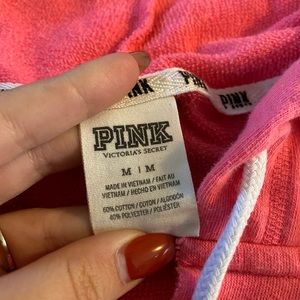 PINK
PINK
PINK
VICTORIA'S SECRET
M | M
MADE IN VIETNAM / FAIT AU
VIETNAM / HECHO EN VIETNAM
60% COTTON / COTON / ALGODÓN
40% POLYESTER / POLIÉSTER